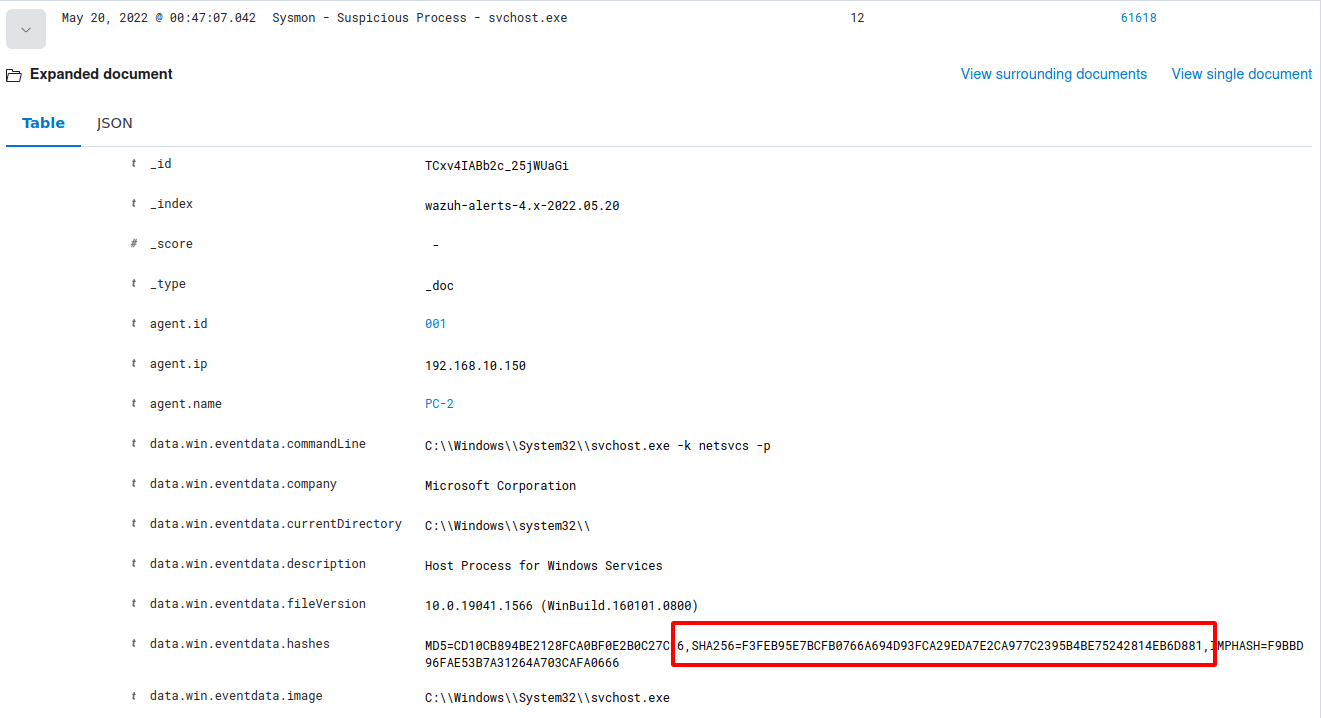 May 20, 2022 @ 00:47:07.042 Sysmon - Suspicious Process - svchost.exe 12 61618
Expanded document View surrounding documents View single document
Table JSON
t _id TCxv4IABb2c_25jWUaGi
t _index wazuh-alerts-4.x-2022.05.20
# _score -
t _type _doc
t agent.id 001
t agent.ip 192.168.10.150
t agent.name PC-2
t data.win.eventdata.commandLine C:\\Windows\\System32\\svchost.exe -k netsvcs -p
t data.win.eventdata.company Microsoft Corporation
t data.win.eventdata.currentDirectory C:\\Windows\\system32\\
t data.win.eventdata.description Host Process for Windows Services
t data.win.eventdata.fileVersion 10.0.19041.1566 (WinBuild.160101.0800)
t data.win.eventdata.hashes MD5=CD10CB894BE2128FCA0BF0E2B0C27C16,SHA256=F3FEB95E7BCFB0766A694D93FCA29EDA7E2CA977C2395B4BE75242814EB6D881,IMPHASH=F9BBD
96FAE53B7A31264A703CAFA0666
t data.win.eventdata.image C:\\Windows\\System32\\svchost.exe